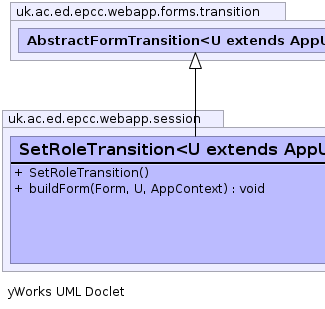 uk.ac.ed.epcc.webapp.forms.transition
AbstractFormTransition<U extends AppU
uk.ac.ed.epcc.webapp.session
SetRoleTransition<U extends AppU
+ SetRoleTransition()
+ buildForm(Form, U, AppContext) : void
yWorks UML Doclet